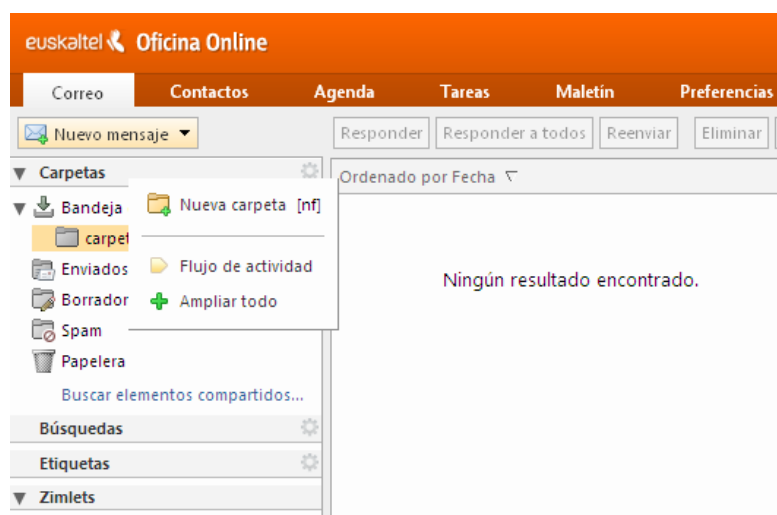 euskaltel Oficina Online
Correo Contactos Agenda Tareas Maletín Preferencias
Nuevo mensaje Responder Responder a todos Reenviar Eliminar
Carpetas Ordenado por Fecha
Bandeja Nueva carpeta [nf]
carpet
Enviados Flujo de actividad Ningún resultado encontrado.
Borrador Ampliar todo
Spam
Papelera
Buscar elementos compartidos...
Búsquedas
Etiquetas
Zimlets